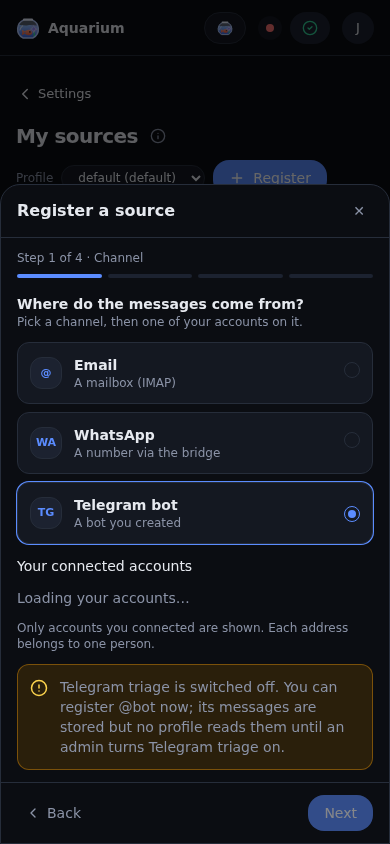 Aquarium
J
Settings
My sources
Profile
default (default)
Register
Register a source
Step 1 of 4 · Channel
Where do the messages come from?
Pick a channel, then one of your accounts on it.
@
Email
A mailbox (IMAP)
WA
WhatsApp
A number via the bridge
TG
Telegram bot
A bot you created
Your connected accounts
Loading your accounts…
Only accounts you connected are shown. Each address
belongs to one person.
Telegram triage is switched off. You can
register @bot now; its messages are
stored but no profile reads them until an
admin turns Telegram triage on.
Back
Next